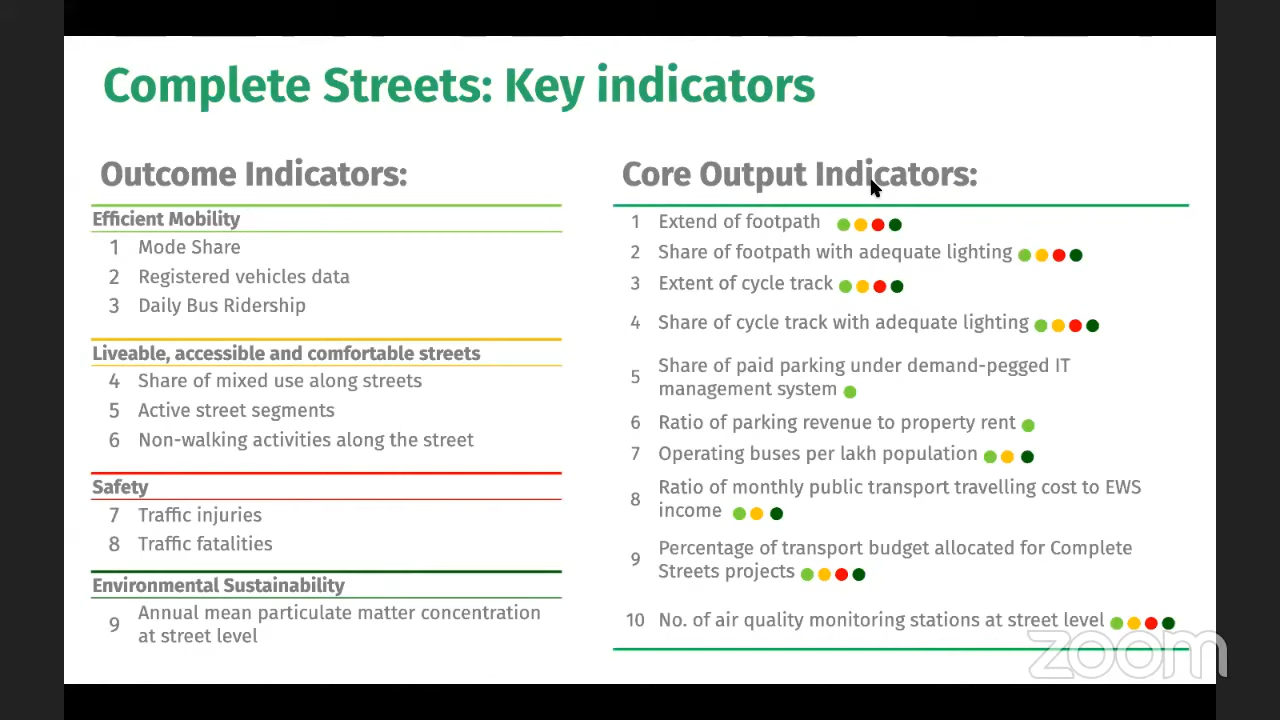 Complete Streets: Key indicators
Outcome Indicators:
Efficient Mobility
1 Mode Share
2 Registered vehicles data
3 Daily Bus Ridership
Liveable, accessible and comfortable streets
4 Share of mixed use along streets
5 Active street segments
6 Non-walking activities along the street
Safety
7 Traffic injuries
8 Traffic fatalities
Environmental Sustainability
9 Annual mean particulate matter concentration
at street level
Core Output Indicators:
1 Extend of footpath
2 Share of footpath with adequate lighting
3 Extent of cycle track
4 Share of cycle track with adequate lighting
5 Share of paid parking under demand-pegged IT
management system
6 Ratio of parking revenue to property rent
7 Operating buses per lakh population
8 Ratio of monthly public transport travelling cost to EWS
income
9 Percentage of transport budget allocated for Complete
Streets projects
10 No. of air quality monitoring stations at street level
zoom